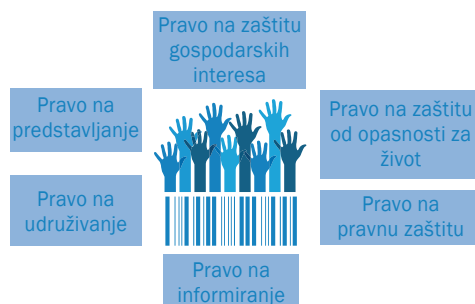 Pravo na zaštitu
gospodarskih
interesa
Pravo na
predstavljanje
Pravo na zaštitu
od opasnosti za
život
Pravo na
udruživanje
Pravo na
pravnu zaštitu
Pravo na
informiranje